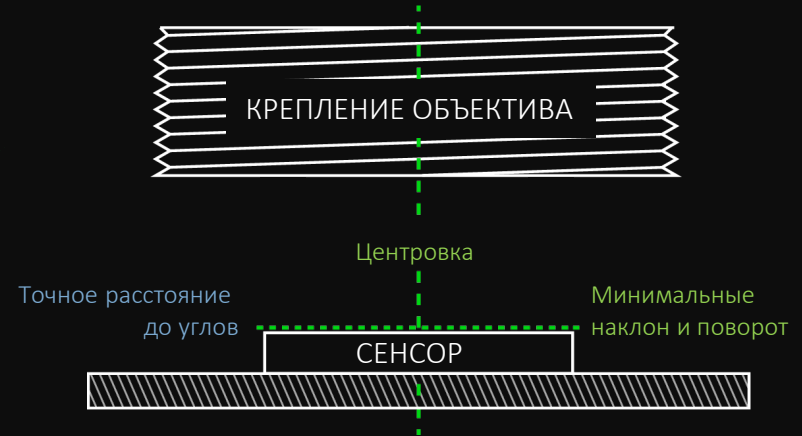 КРЕПЛЕНИЕ ОБЪЕКТИВА
Центровка
Точное расстояние
до углов
Минимальные
наклон и поворот
СЕНСОР